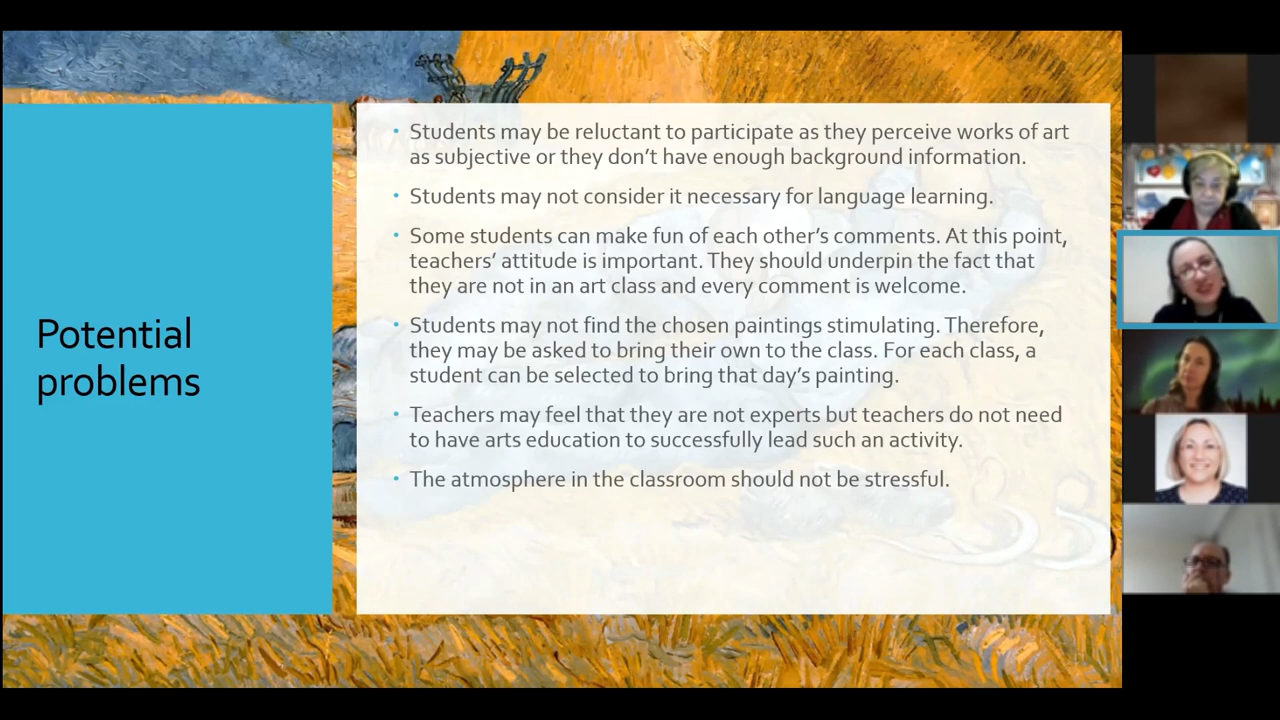 Potential
problems
Students may be reluctant to participate as they perceive works of art
as subjective or they don’t have enough background information.
Students may not consider it necessary for language learning.
Some students can make fun of each other’s comments. At this point,
teachers’ attitude is important. They should underpin the fact that
they are not in an art class and every comment is welcome.
Students may not find the chosen paintings stimulating. Therefore,
they may be asked to bring their own to the class. For each class, a
student can be selected to bring that day’s painting.
Teachers may feel that they are not experts but teachers do not need
to have arts education to successfully lead such an activity.
The atmosphere in the classroom should not be stressful.